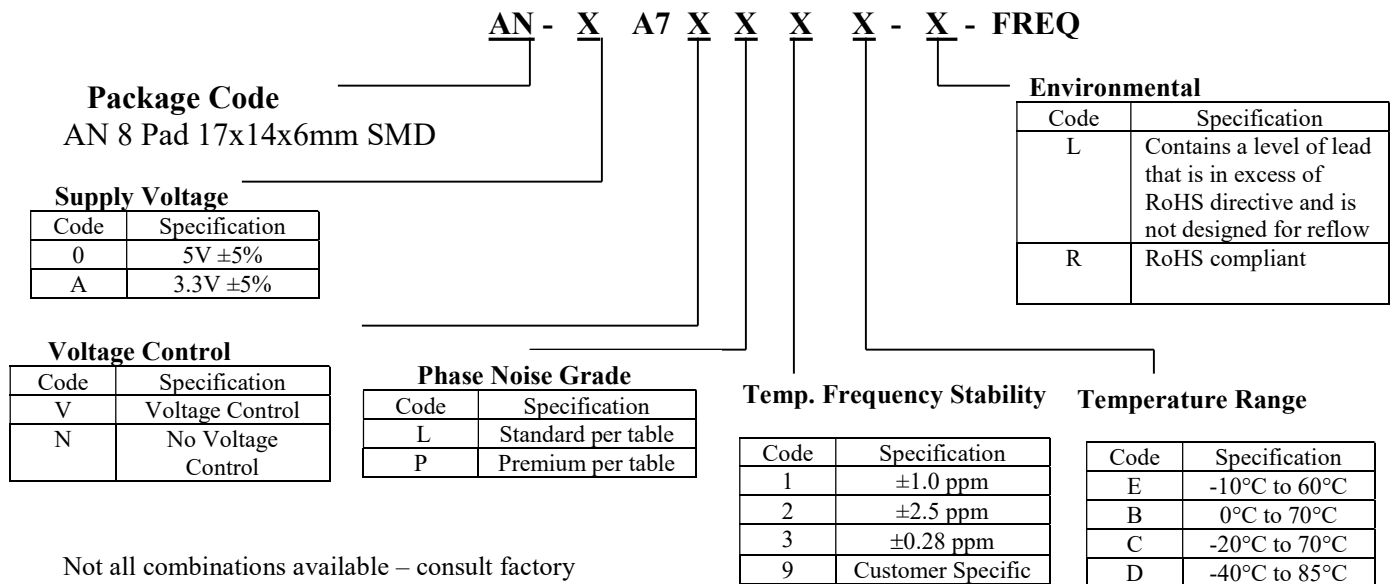 AN - X A7 X X X X - X - FREQ
Package Code
AN 8 Pad 17x14x6mm SMD
Supply Voltage
Code Specification
0 5V ±5%
A 3.3V ±5%
Environmental
Code Specification
L Contains a level of lead
that is in excess of
RoHS directive and is
not designed for reflow
R RoHS compliant
Voltage Control
Code Specification
V Voltage Control
N No Voltage
Control
Phase Noise Grade
Code Specification
L Standard per table
P Premium per table
Temp. Frequency Stability
Code Specification
1 ±1.0 ppm
2 ±2.5 ppm
3 ±0.28 ppm
9 Customer Specific
Temperature Range
Code Specification
E -10°C to 60°C
B 0°C to 70°C
C -20°C to 70°C
D -40°C to 85°C
Not all combinations available – consult factory